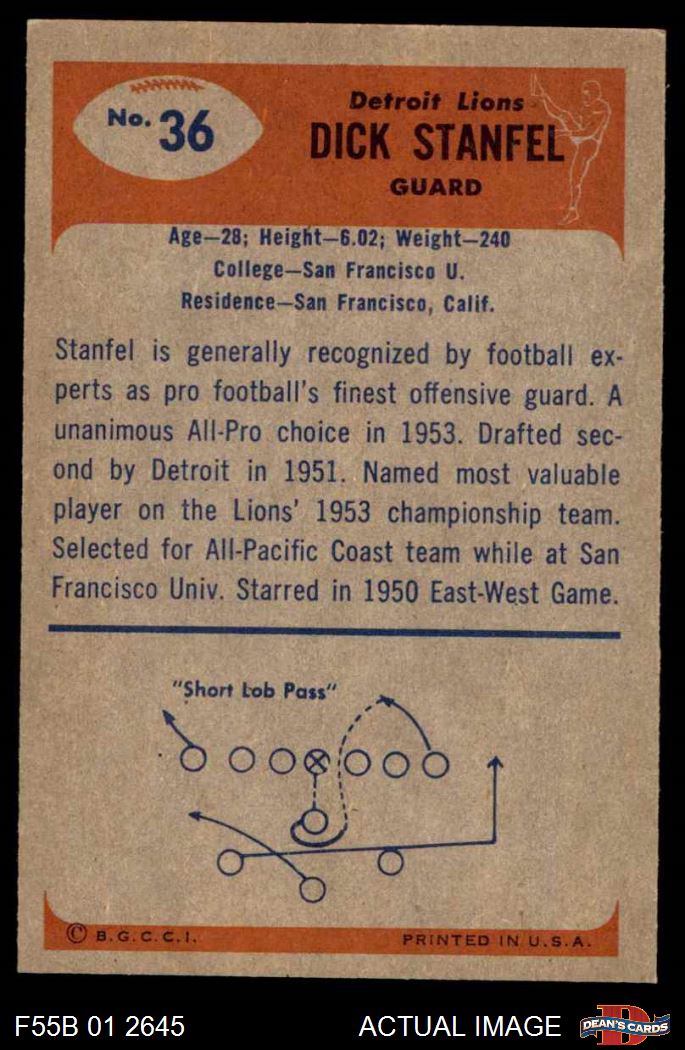 Detroit Lions
No. 36
DICK STANFEL
GUARD
Age—28; Height—6.02; Weight—240
College—San Francisco U.
Residence—San Francisco, Calif.
Stanfel is generally recognized by football ex-
perts as pro football's finest offensive guard. A
unanimous All-Pro choice in 1953. Drafted sec-
ond by Detroit in 1951. Named most valuable
player on the Lions' 1953 championship team.
Selected for All-Pacific Coast team while at San
Francisco Univ. Starred in 1950 East-West Game.
"Short Lob Pass"
© B.G.C.C.I.
PRINTED IN U.S.A.
F55B 01 2645
ACTUAL IMAGE
DEAN'S CARDS